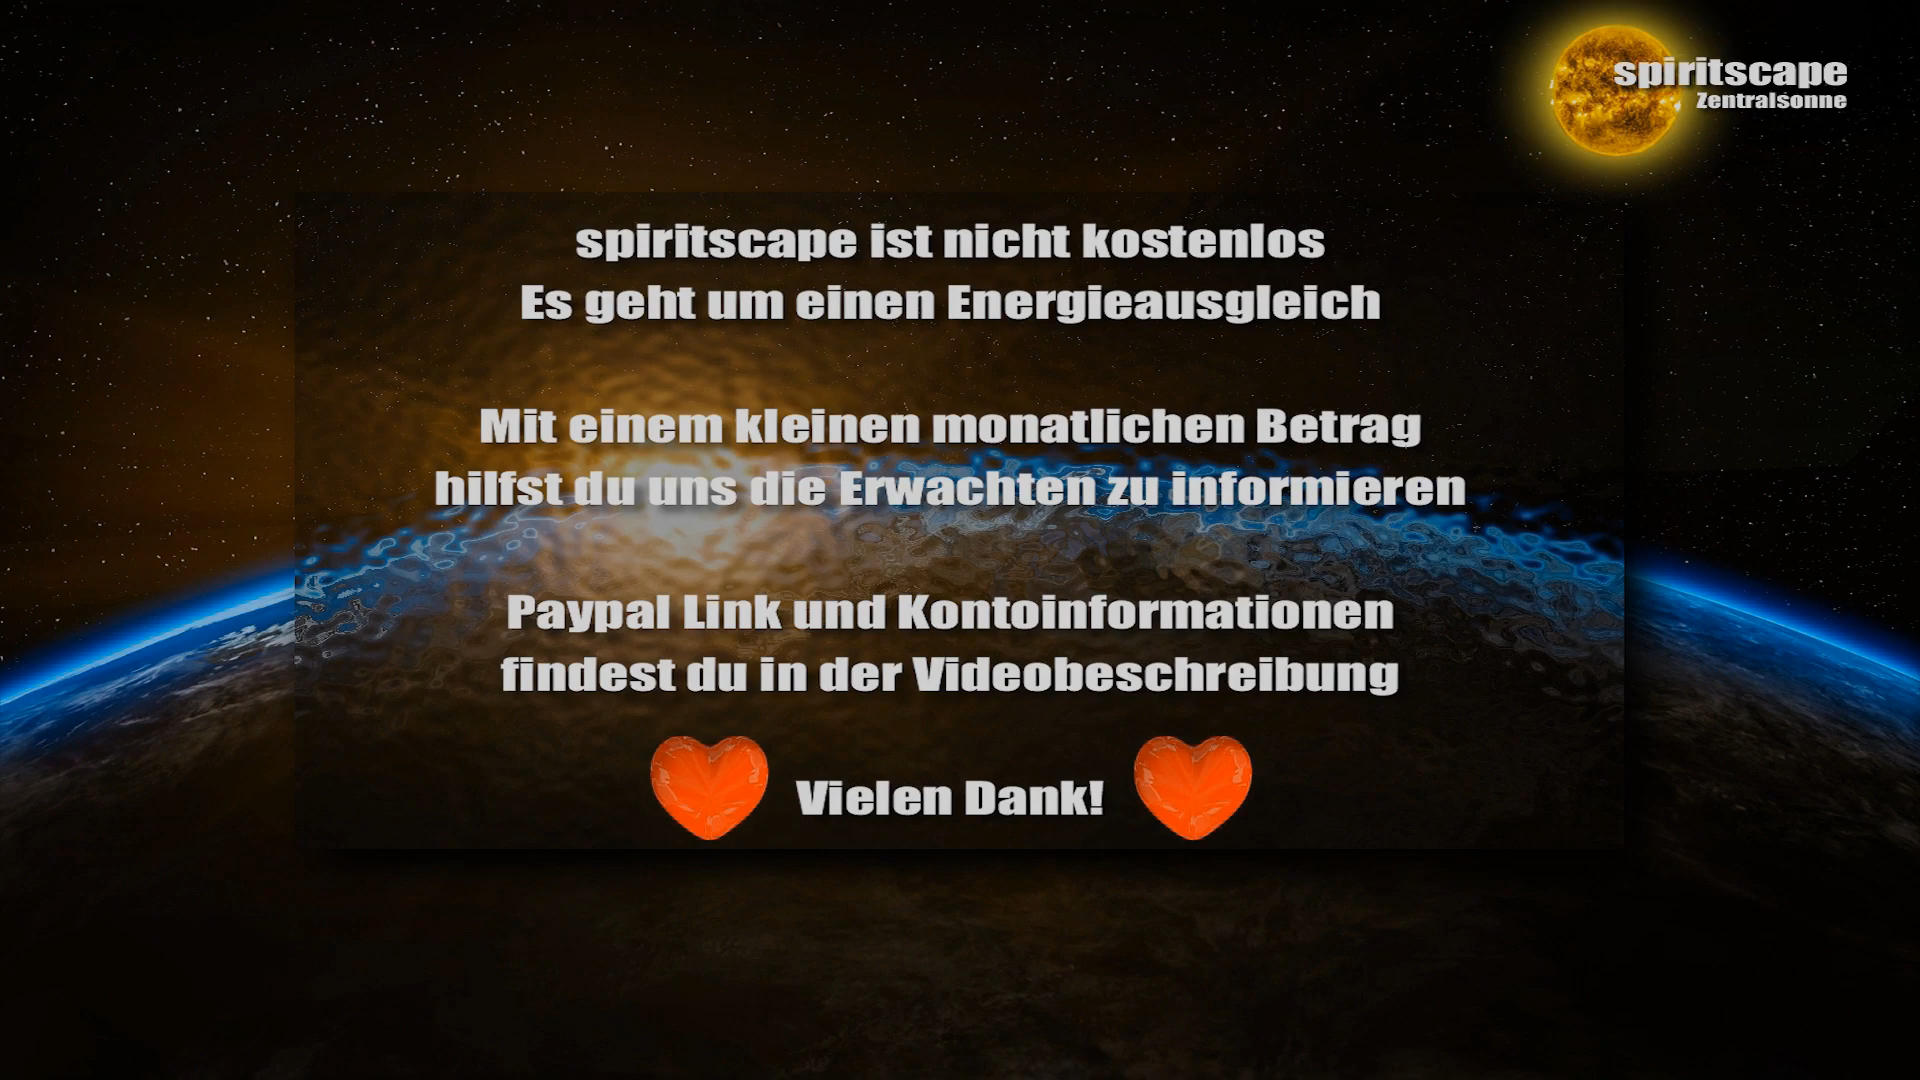 spiritscape
Zentralsonne
spiritscape ist nicht kostenlos
Es geht um einen Energieausgleich
Mit einem kleinen monatlichen Betrag
hilfst du uns die Erwachten zu informieren
Paypal Link und Kontoinformationen
findest du in der Videobeschreibung
Vielen Dank!